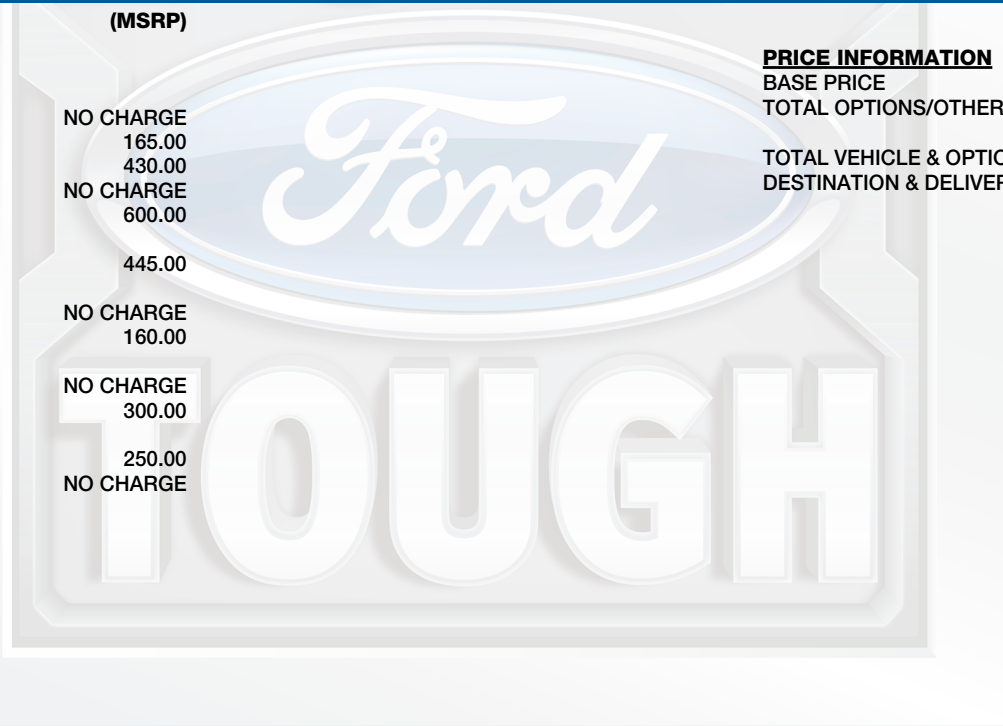 (MSRP)
NO CHARGE
165.00
430.00
NO CHARGE
600.00
445.00
NO CHARGE
160.00
NO CHARGE
300.00
250.00
NO CHARGE
PRICE INFORMATION
BASE PRICE
TOTAL OPTIONS/OTHER
TOTAL VEHICLE & OPTIO
DESTINATION & DELIVER
Ford
TOUGH